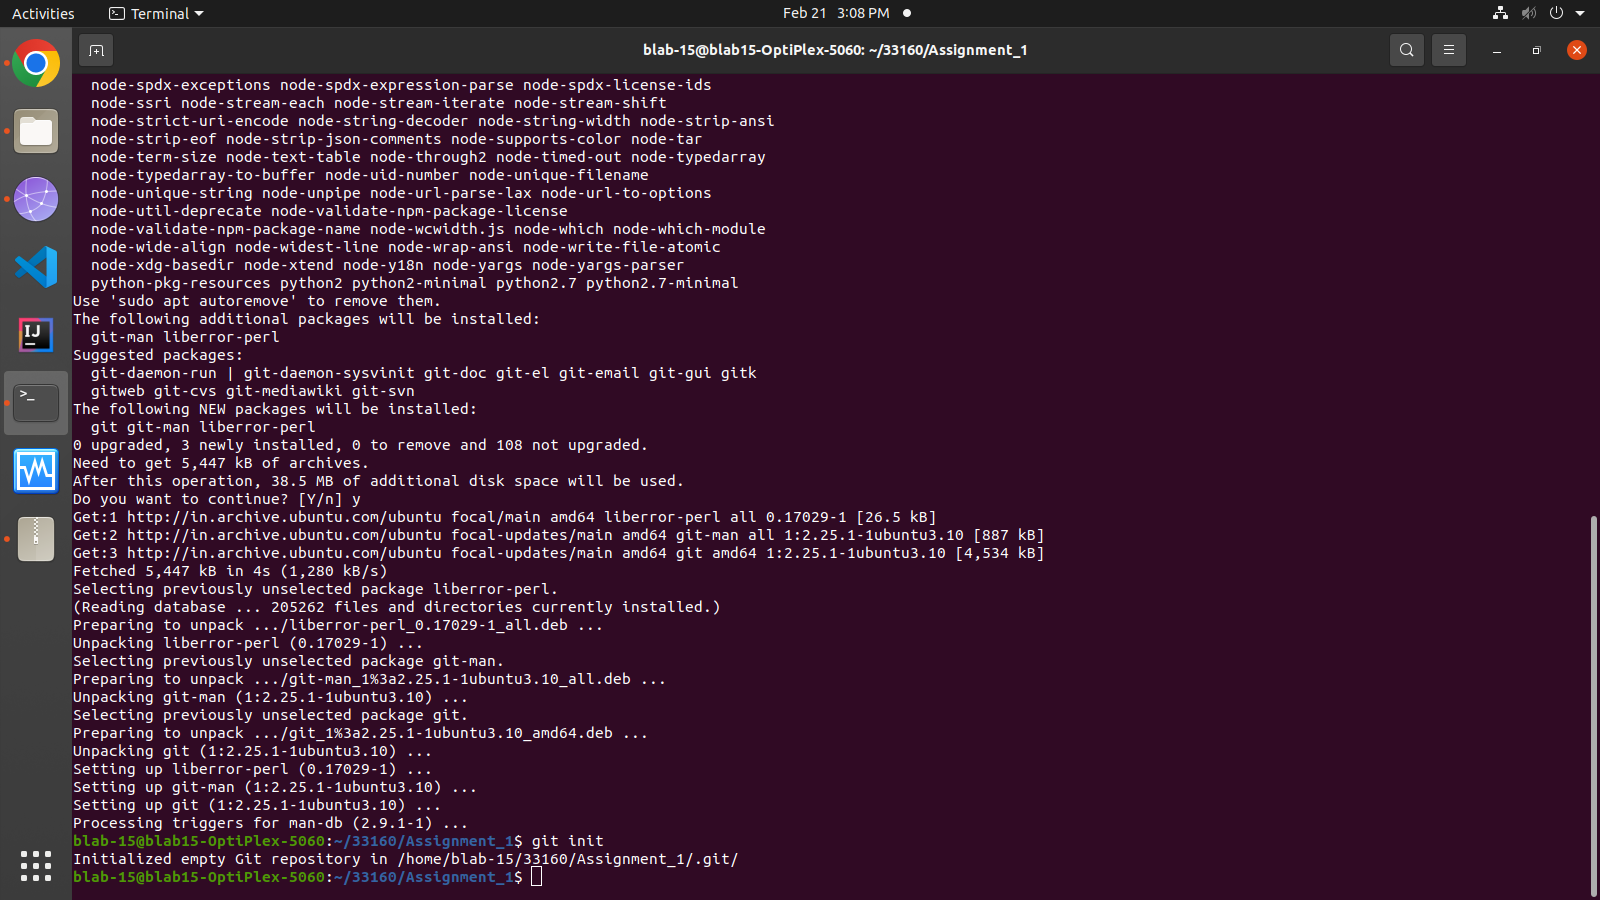 Activities
Terminal
Feb 21 3:08 PM
blab-15@blab15-OptiPlex-5060: ~/33160/Assignment_1
node-spdx-exceptions node-spdx-expression-parse node-spdx-license-ids
node-ssri node-stream-each node-stream-iterate node-stream-shift
node-strict-uri-encode node-string-decoder node-string-width node-strip-ansi
node-strip-eof node-strip-json-comments node-supports-color node-tar
node-term-size node-text-table node-through2 node-timed-out node-typedarray
node-typedarray-to-buffer node-uid-number node-unique-filename
node-unique-string node-unpipe node-url-parse-lax node-url-to-options
node-util-deprecate node-validate-npm-package-license
node-validate-npm-package-name node-wcwidth.js node-which node-which-module
node-wide-align node-widest-line node-wrap-ansi node-write-file-atomic
node-xdg-basedir node-xtend node-y18n node-yargs node-yargs-parser
python-pkg-resources python2 python2-minimal python2.7 python2.7-minimal
Use 'sudo apt autoremove' to remove them.
The following additional packages will be installed:
git-man liberror-perl
Suggested packages:
git-daemon-run | git-daemon-sysvinit git-doc git-el git-email git-gui gitk
gitweb git-cvs git-mediawiki git-svn
The following NEW packages will be installed:
git git-man liberror-perl
0 upgraded, 3 newly installed, 0 to remove and 108 not upgraded.
Need to get 5,447 kB of archives.
After this operation, 38.5 MB of additional disk space will be used.
Do you want to continue? [Y/n] y
Get:1 http://in.archive.ubuntu.com/ubuntu focal/main amd64 liberror-perl all 0.17029-1 [26.5 kB]
Get:2 http://in.archive.ubuntu.com/ubuntu focal-updates/main amd64 git-man all 1:2.25.1-1ubuntu3.10 [887 kB]
Get:3 http://in.archive.ubuntu.com/ubuntu focal-updates/main amd64 git amd64 1:2.25.1-1ubuntu3.10 [4,534 kB]
Fetched 5,447 kB in 4s (1,280 kB/s)
Selecting previously unselected package liberror-perl.
(Reading database ... 205262 files and directories currently installed.)
Preparing to unpack .../liberror-perl_0.17029-1_all.deb ...
Unpacking liberror-perl (0.17029-1) ...
Selecting previously unselected package git-man.
Preparing to unpack .../git-man_1%3a2.25.1-1ubuntu3.10_all.deb ...
Unpacking git-man (1:2.25.1-1ubuntu3.10) ...
Selecting previously unselected package git.
Preparing to unpack .../git_1%3a2.25.1-1ubuntu3.10_amd64.deb ...
Unpacking git (1:2.25.1-1ubuntu3.10) ...
Setting up liberror-perl (0.17029-1) ...
Setting up git-man (1:2.25.1-1ubuntu3.10) ...
Setting up git (1:2.25.1-1ubuntu3.10) ...
Processing triggers for man-db (2.9.1-1) ...
blab-15@blab15-OptiPlex-5060:~/33160/Assignment_1$ git init
Initialized empty Git repository in /home/blab-15/33160/Assignment_1/.git/
blab-15@blab15-OptiPlex-5060:~/33160/Assignment_1$
IJ
>_